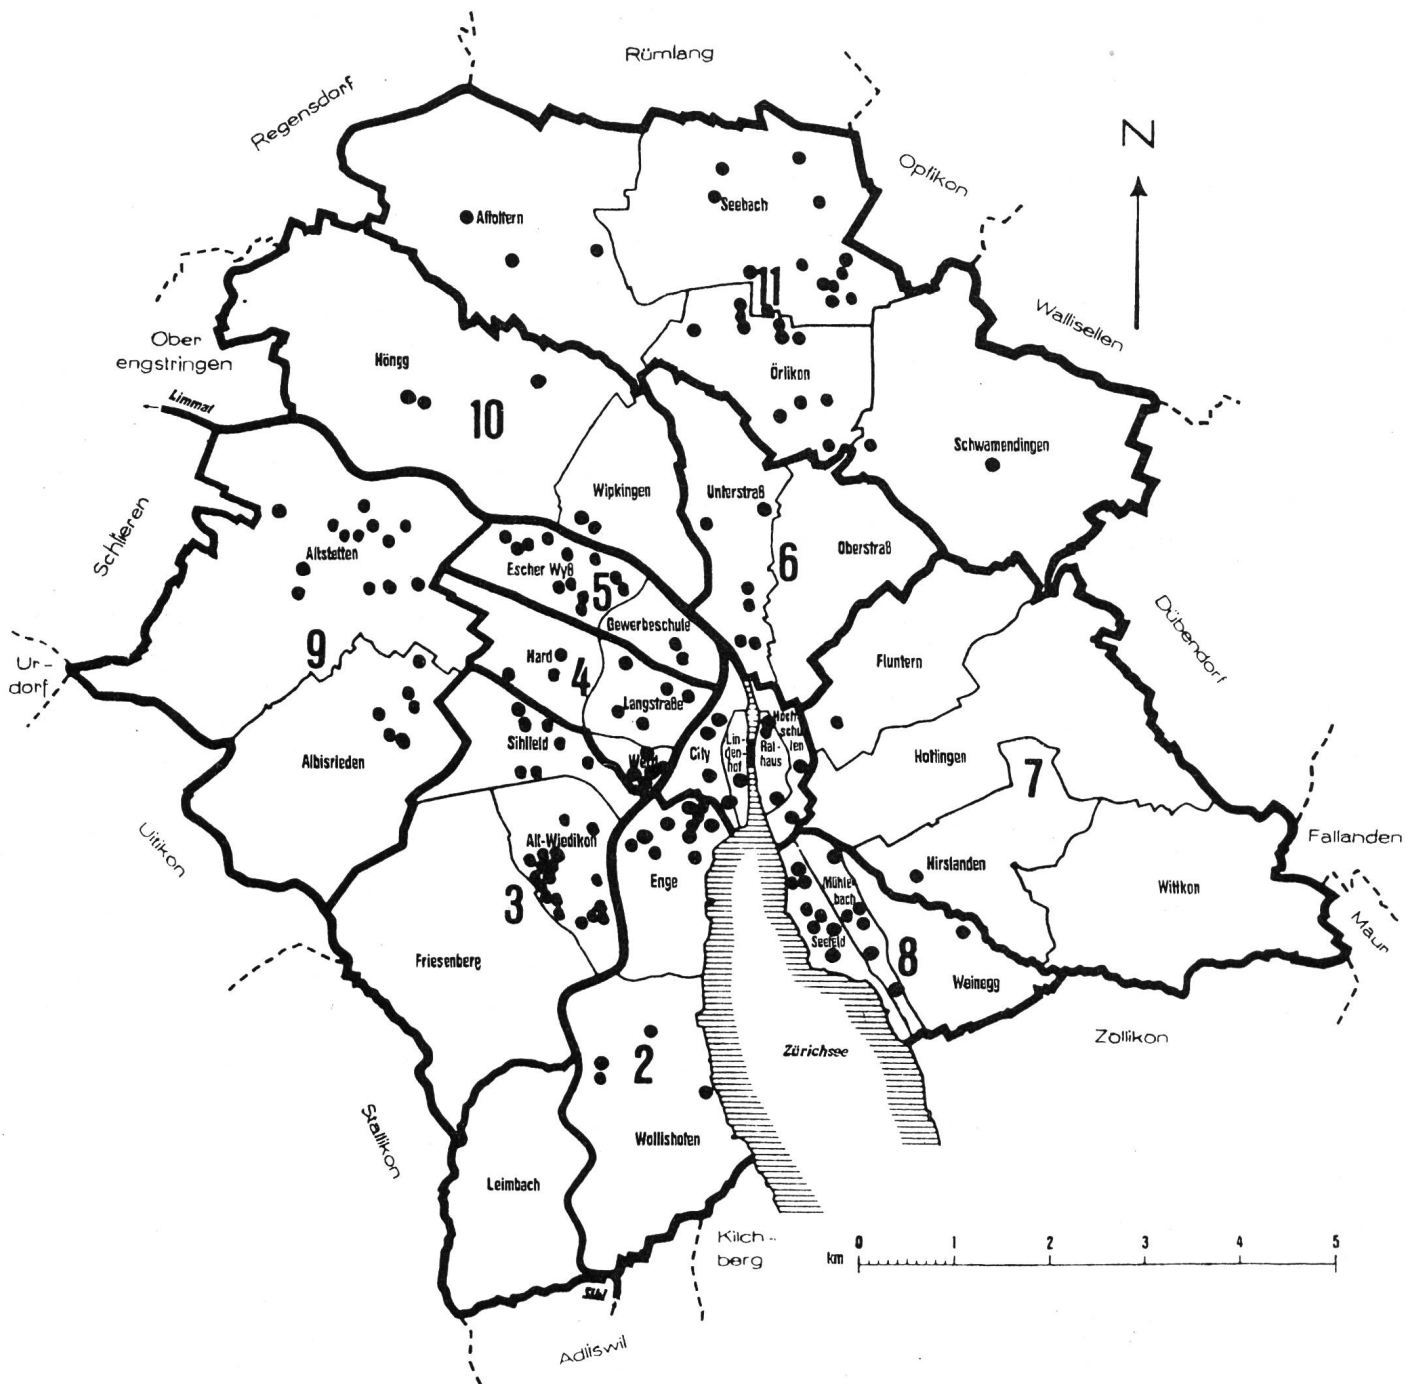 Rümlang
Regensdorf
N
Opfikon
Seebach
Affoltern
11
Wallisellen
Ober
engstringen
Höngg
Örlikon
Limmat
10
Schwamendingen
Wipkingen
Unterstraß
Schlieren
Altstetten
Escher Wyß
5
6
Oberstraß
Dübendorf
Gewerbeschule
Ur-
dorf
9
Hard
4
Fluntern
Langstraße
Sihlfeld
City
Lin-
den-
hof
Rat-
haus
Hoch-
schu-
len
Werd
Albisrieden
Hottingen
7
Uitikon
Alt-Wiedikon
Enge
Hirslanden
Fallanden
Witikon
Mühle-
bach
3
Maur
Seefeld
8
Friesenberg
Weinegg
Zollikon
Zürichsee
2
Stallikon
Wollishofen
Leimbach
Kilch-
berg
km 0 1 2 3 4 5
Sihl
Adliswil